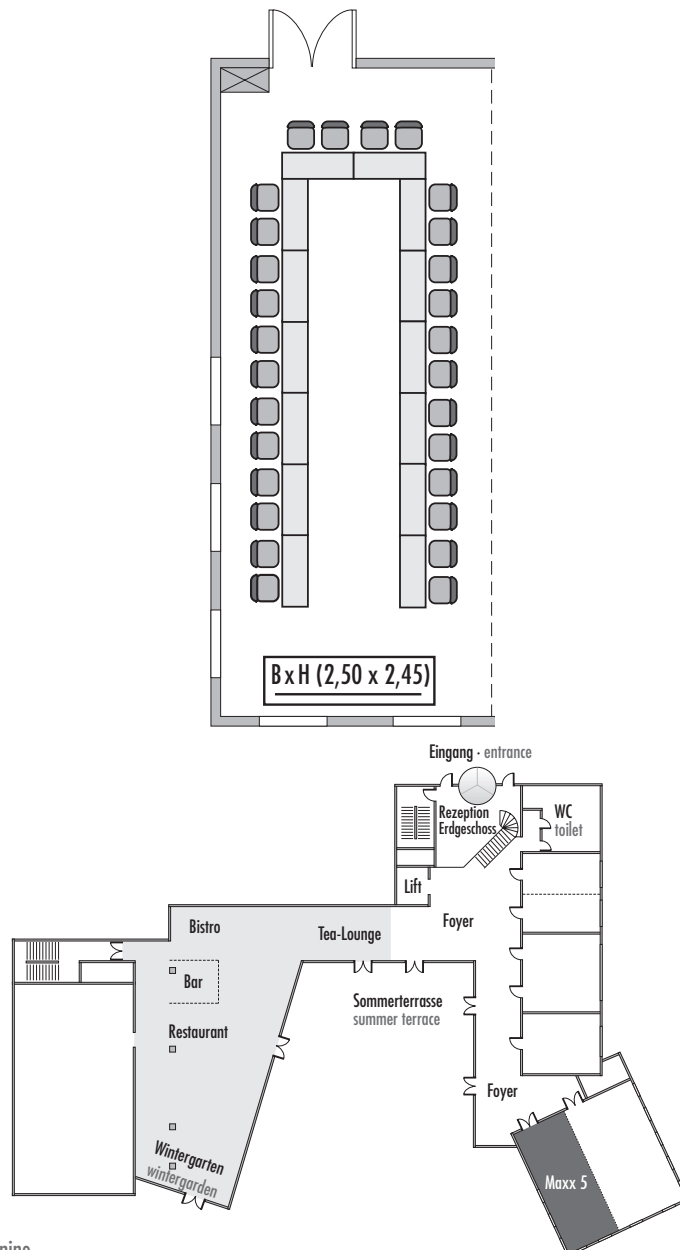 B x H (2,50 x 2,45)
Eingang · entrance
Rezeption
Erdgeschoss
WC
toilet
Lift
Foyer
Bistro
Tea-Lounge
Bar
Sommerterrasse
summer terrace
Restaurant
Foyer
Wintergarten
wintergarden
Maxx 5